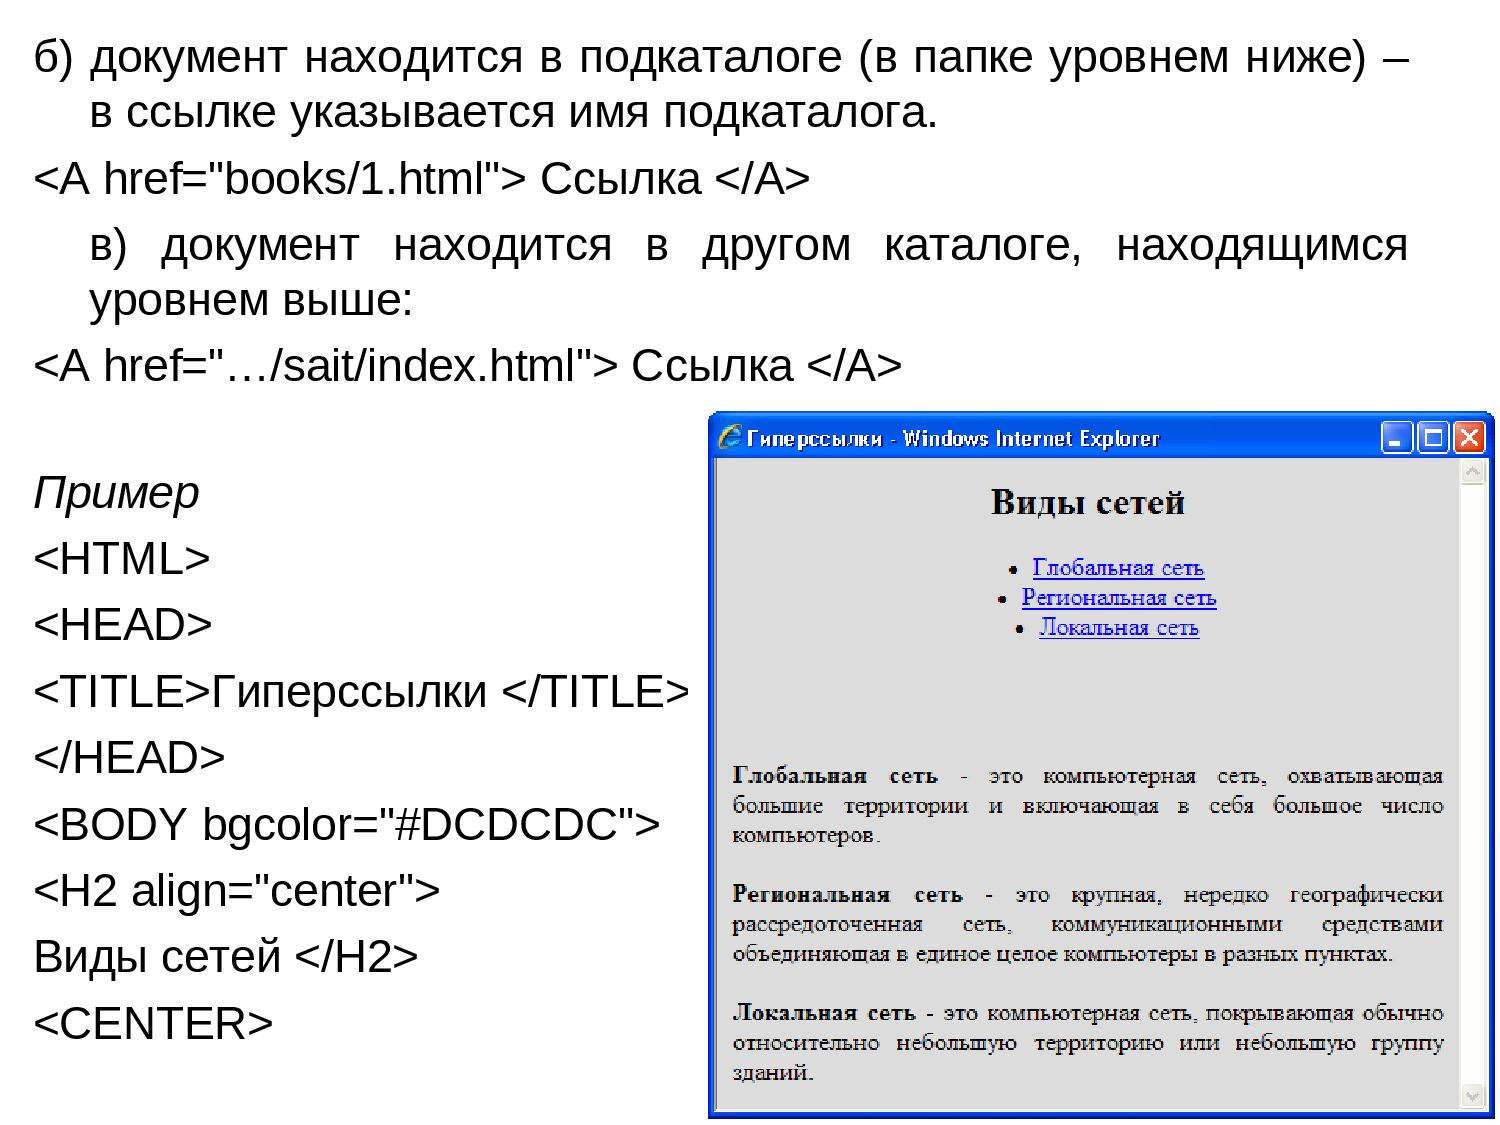 б) документ находится в подкаталоге (в папке уровнем ниже) –
в ссылке указывается имя подкаталога.
<A href="books/1.html"> Ссылка </A>
в) документ находится в другом каталоге, находящимся
уровнем выше:
<A href="…/sait/index.html"> Ссылка </A>
Пример
<HTML>
<HEAD>
<TITLE>Гиперссылки </TITLE>
</HEAD>
<BODY bgcolor="#DCDCDC">
<H2 align="center">
Виды сетей </H2>
<CENTER>
Гиперссылки - Windows Internet Explorer
Виды сетей
• Глобальная сеть
• Региональная сеть
• Локальная сеть
Глобальная сеть - это компьютерная сеть, охватывающая
большие территории и включающая в себя большое число
компьютеров.
Региональная сеть - это крупная, нередко географически
рассредоточенная сеть, коммуникационными средствами
объединяющая в единое целое компьютеры в разных пунктах.
Локальная сеть - это компьютерная сеть, покрывающая обычно
относительно небольшую территорию или небольшую группу
зданий.